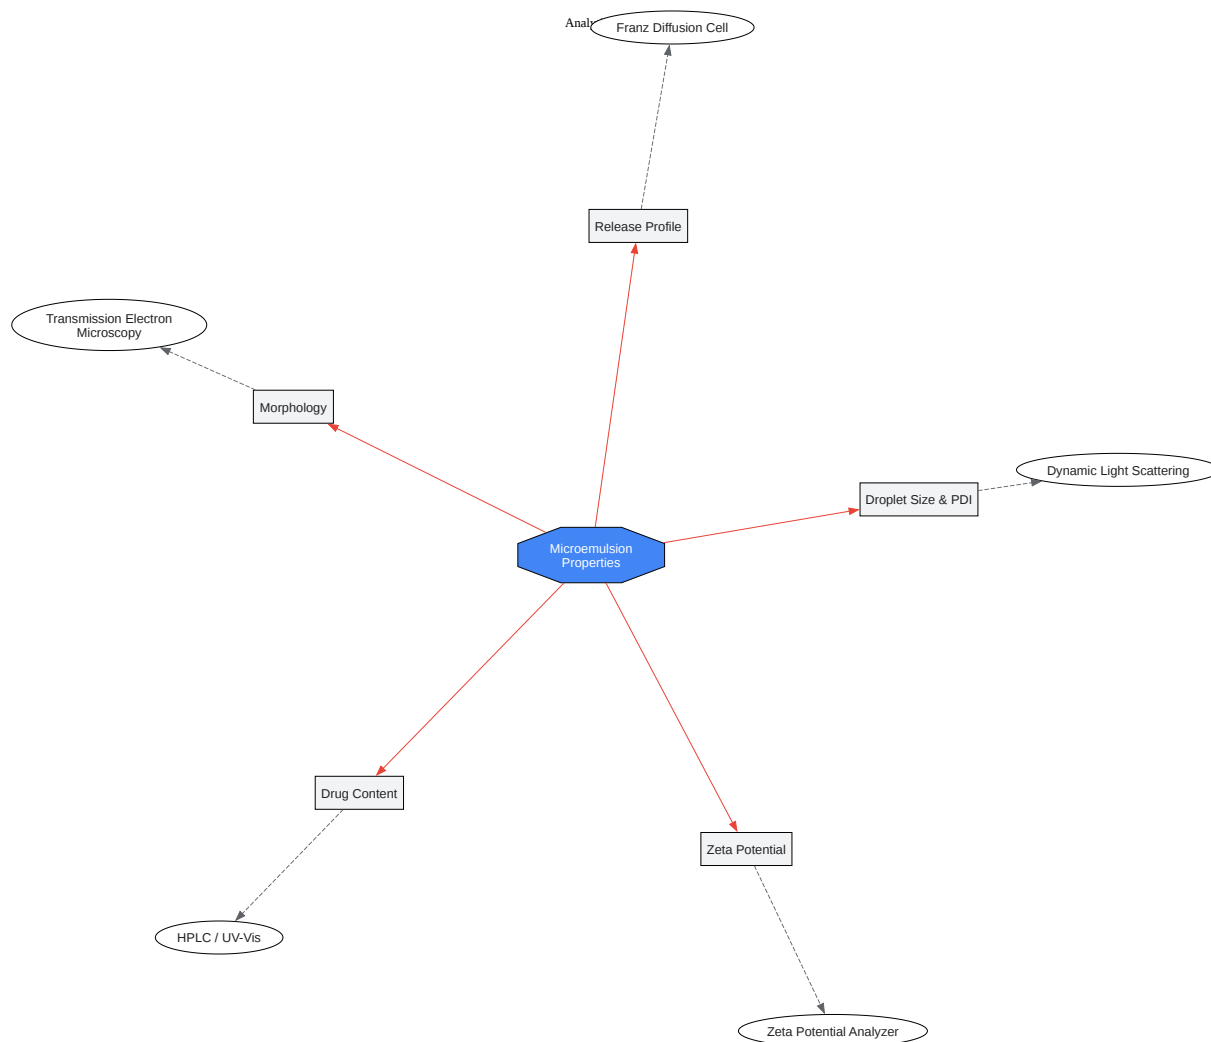 Franz Diffusion Cell
Release Profile
Transmission Electron
Microscopy
Morphology
Dynamic Light Scattering
Droplet Size & PDI
Microemulsion
Properties
Drug Content
Zeta Potential
HPLC / UV-Vis
Zeta Potential Analyzer